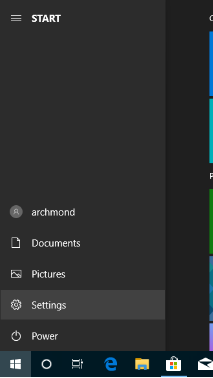 START
archmond
Documents
Pictures
Settings
Power